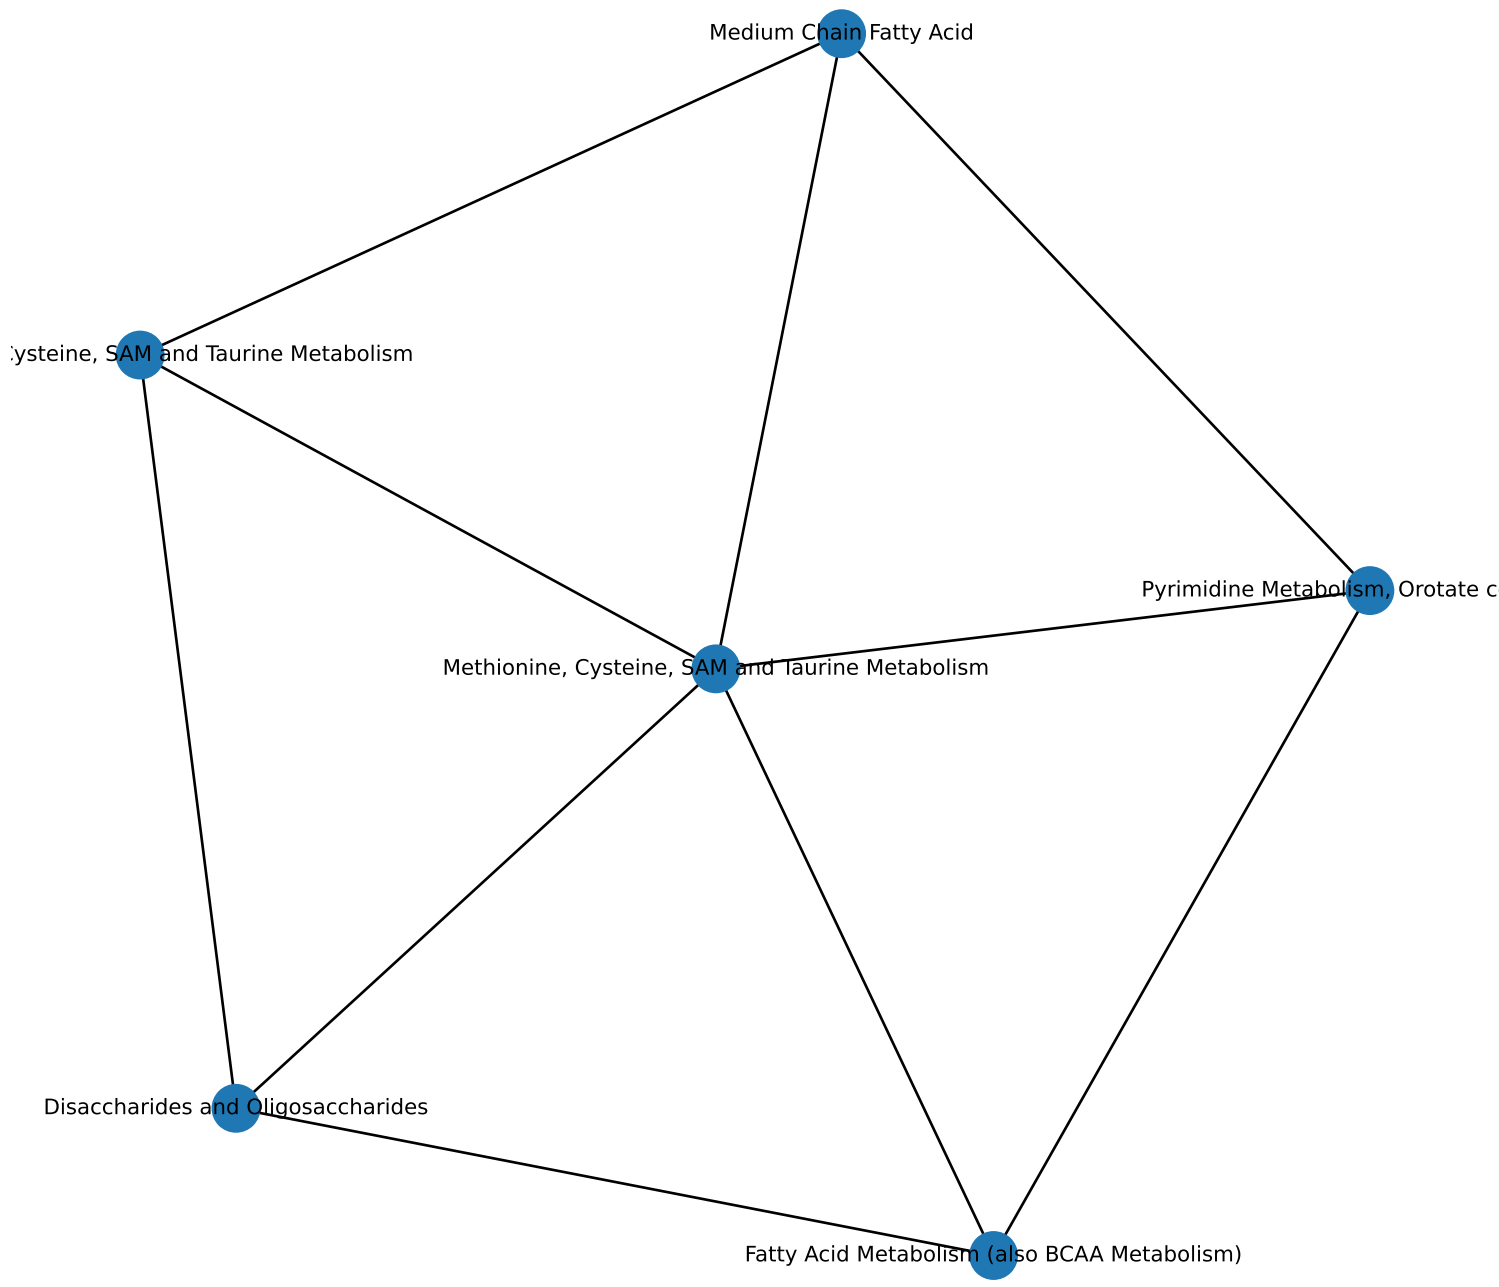 Medium Chain Fatty Acid
Cysteine, SAM and Taurine Metabolism
Pyrimidine Metabolism, Orotate
Methionine, Cysteine, SAM and Taurine Metabolism
Disaccharides and Oligosaccharides
Fatty Acid Metabolism (also BCAA Metabolism)